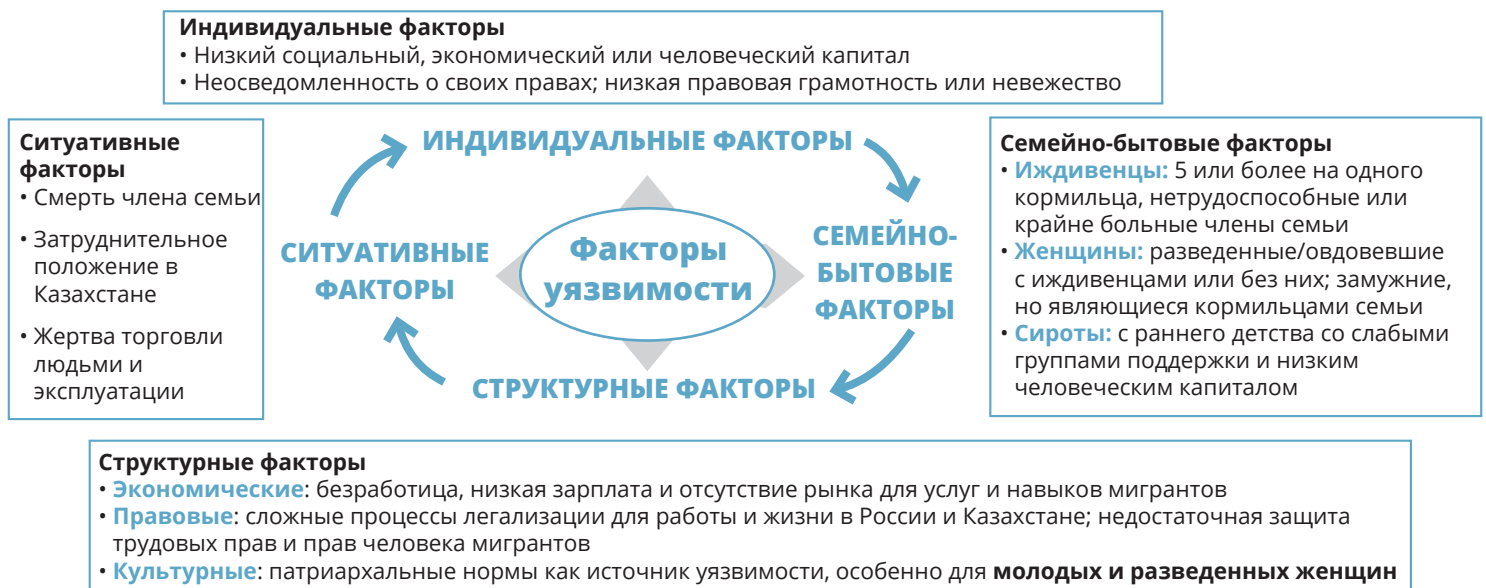 Индивидуальные факторы
• Низкий социальный, экономический или человеческий капитал
• Неосведомленность о своих правах; низкая правовая грамотность или невежество
Ситуативные
факторы
• Смерть члена семьи
• Затруднительное
положение в
Казахстане
• Жертва торговли
людьми и
эксплуатации
ИНДИВИДУАЛЬНЫЕ ФАКТОРЫ
СИТУАТИВНЫЕ
ФАКТОРЫ
Факторы
уязвимости
СЕМЕЙНО-
БЫТОВЫЕ
ФАКТОРЫ
СТРУКТУРНЫЕ ФАКТОРЫ
Семейно-бытовые факторы
• Иждивенцы: 5 или более на одного
кормильца, нетрудоспособные или
крайне больные члены семьи
• Женщины: разведенные/овдовевшие
с иждивенцами или без них; замужние,
но являющиеся кормильцами семьи
• Сироты: с раннего детства со слабыми
группами поддержки и низким
человеческим капиталом
Структурные факторы
• Экономические: безработица, низкая зарплата и отсутствие рынка для услуг и навыков мигрантов
• Правовые: сложные процессы легализации для работы и жизни в России и Казахстане; недостаточная защита
трудовых прав и прав человека мигрантов
• Культурные: патриархальные нормы как источник уязвимости, особенно для молодых и разведенных женщин